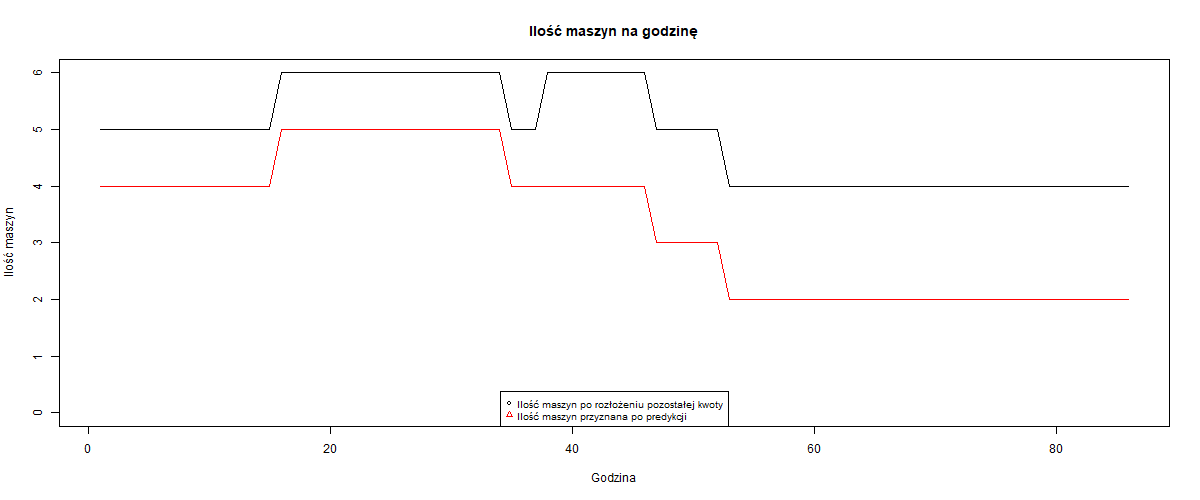 Ilość maszyn na godzinę
Ilość maszyn
6
5
4
3
2
1
0
Ilość maszyn po rozłożeniu pozostałej kwoty
Ilość maszyn przyznana po predykcji
0 20 40 60 80
Godzina